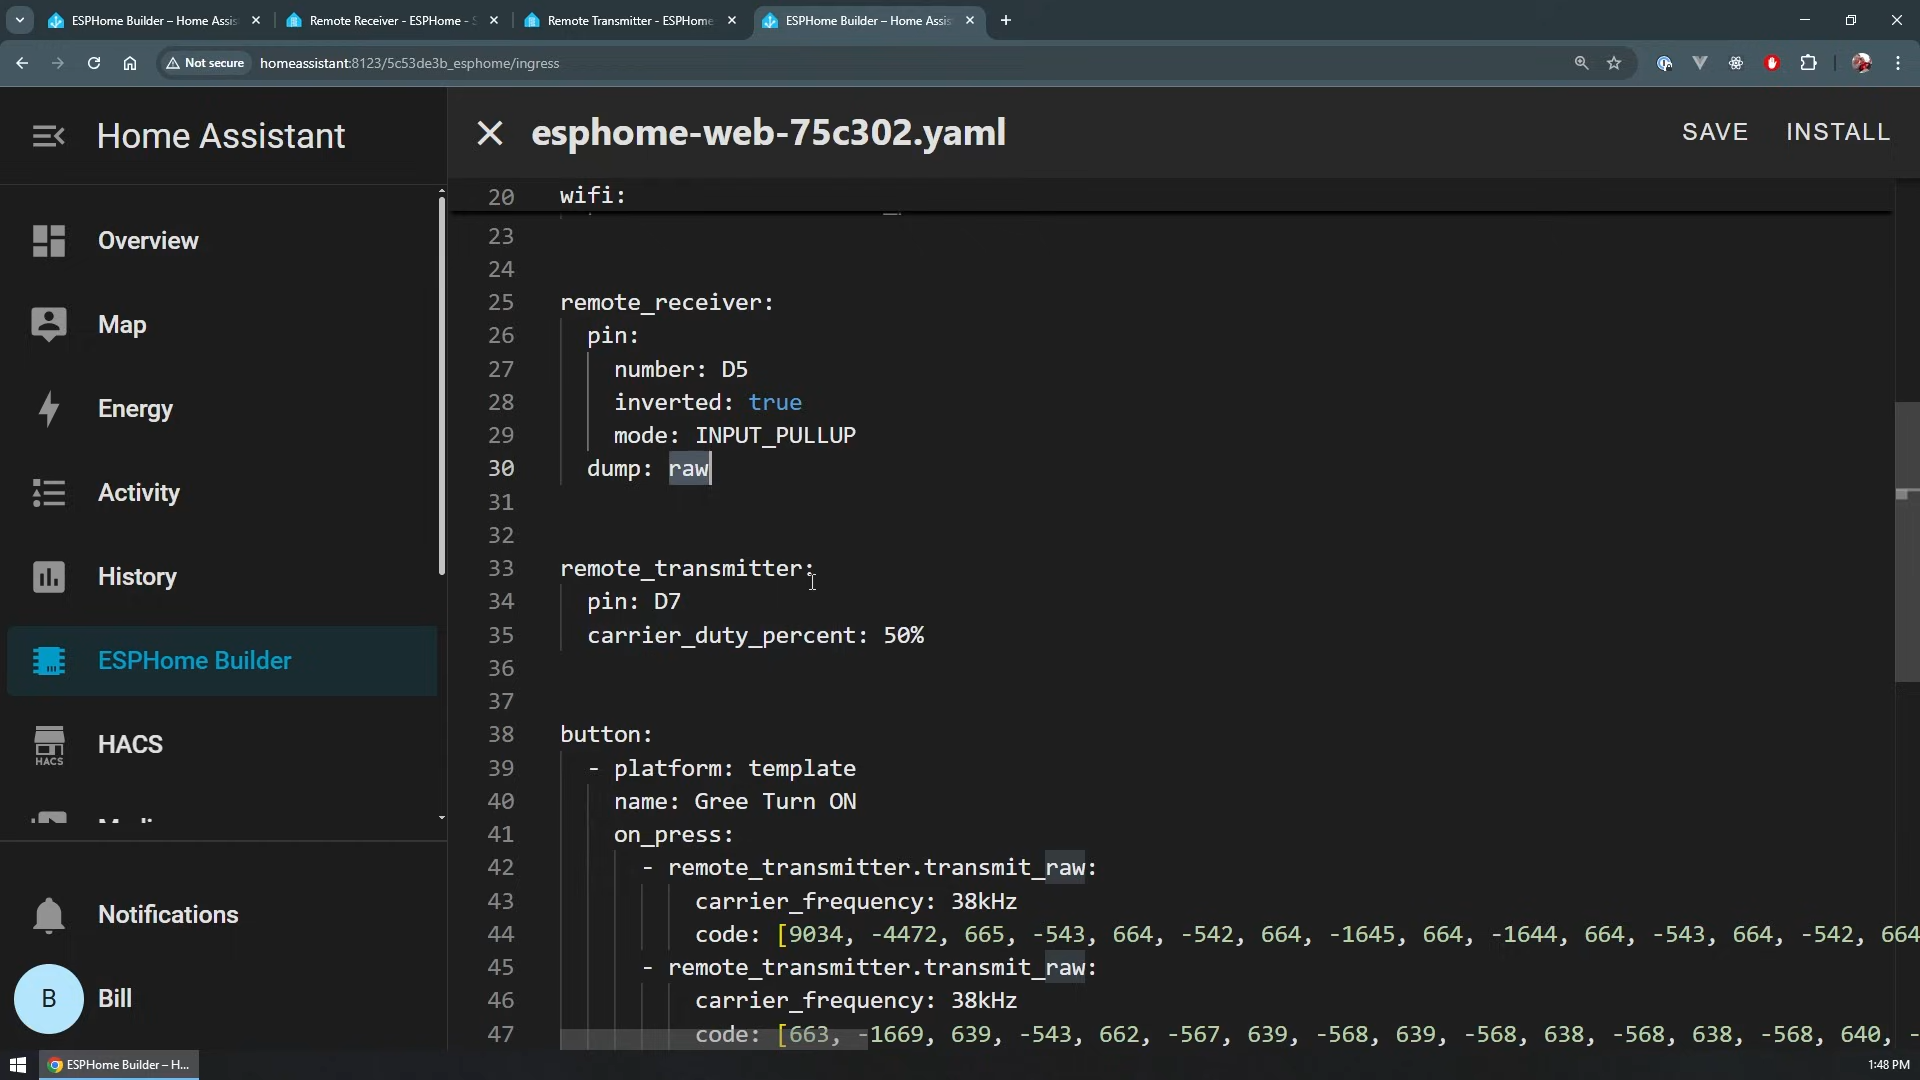 ESPHome Builder – Home Assis
Remote Receiver - ESPHome -
Remote Transmitter - ESPHome
ESPHome Builder – Home Assis
Not secure
homeassistant:8123/5c53de3b_esphome/ingress
Home Assistant
esphome-web-75c302.yaml
SAVE
INSTALL
Overview
Map
Energy
Activity
History
ESPHome Builder
HACS
HACS
Notifications
B
Bill
20 wifi:
23
24
25 remote_receiver:
26 pin:
27 number: D5
28 inverted: true
29 mode: INPUT_PULLUP
30 dump: raw
31
32
33 remote_transmitter:
34 pin: D7
35 carrier_duty_percent: 50%
36
37
38 button:
39 - platform: template
40 name: Gree Turn ON
41 on_press:
42 - remote_transmitter.transmit_raw:
43 carrier_frequency: 38kHz
44 code: [9034, -4472, 665, -543, 664, -542, 664, -1645, 664, -1644, 664, -543, 664, -542, 664
45 - remote_transmitter.transmit_raw:
46 carrier_frequency: 38kHz
47 code: [663, -1669, 639, -543, 662, -567, 639, -568, 639, -568, 638, -568, 638, -568, 640, -
ESPHome Builder – H...
1:48 PM